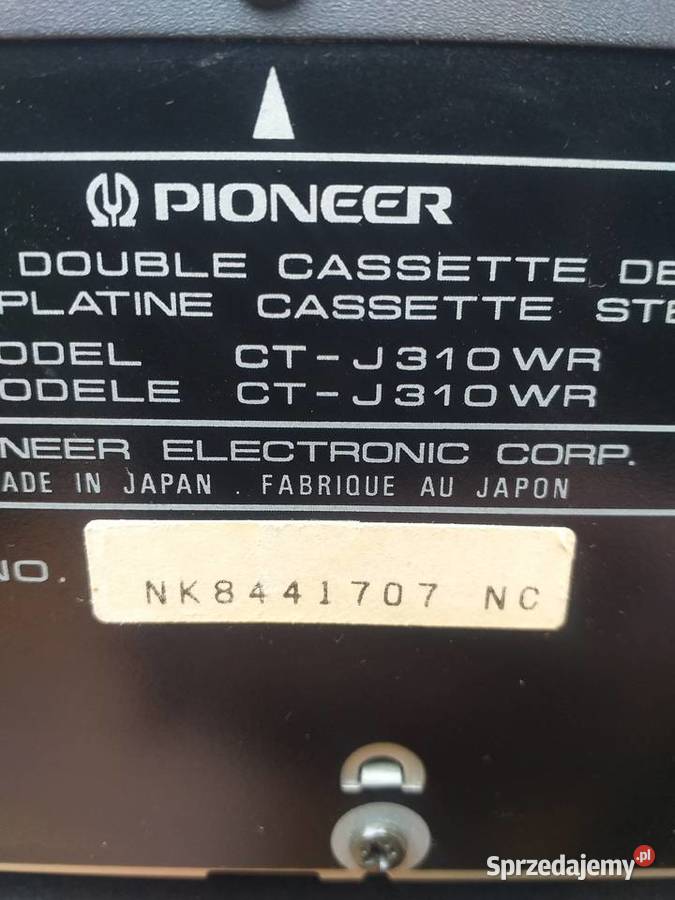 PIONEER
DOUBLE CASSETTE DE
PLATINE CASSETTE STE
ODEL CT-J310WR
ODELE CT-J310WR
NEER ELECTRONIC CORP.
ADE IN JAPAN . FABRIQUE AU JAPON
NO. NK8441707 NC
Sprzedajemy.pl